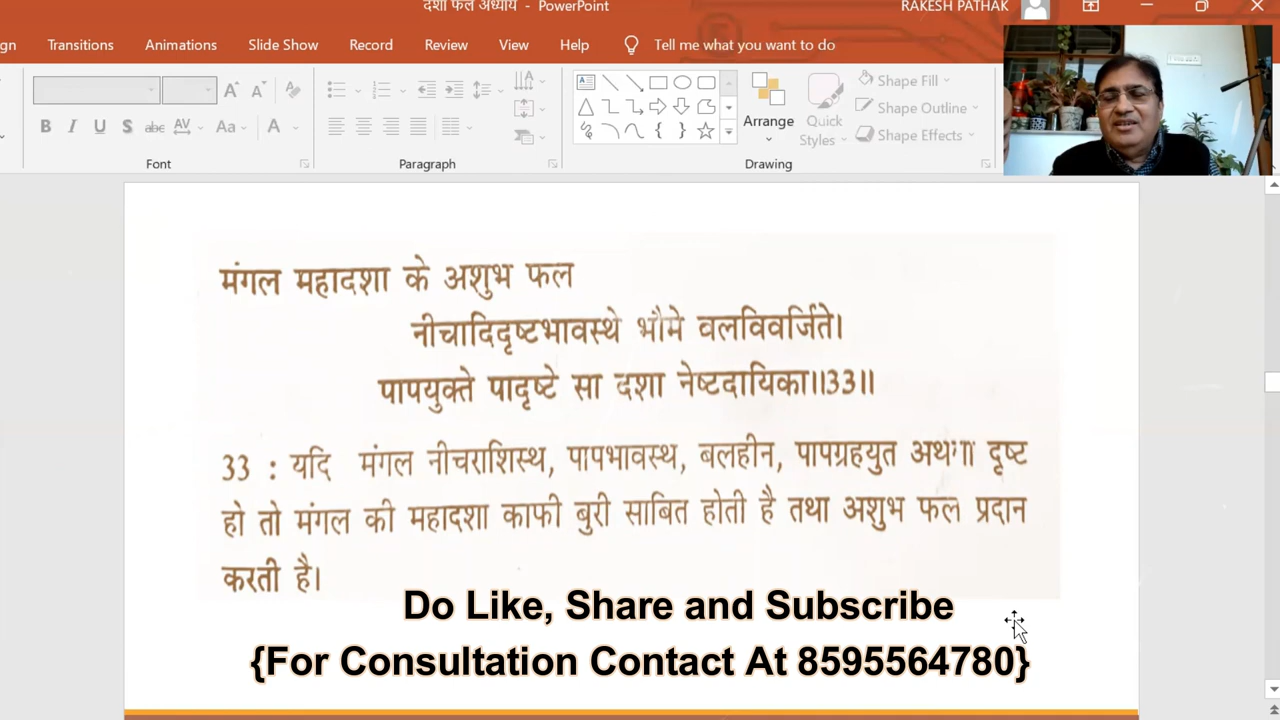 दशा फल अध्याय - PowerPoint
RAKESH PATHAK
gn Transitions Animations Slide Show Record Review View Help Tell me what you want to do
B I U S abc AV Aa A
Arrange
Quick Styles
Shape Fill
Shape Outline
Shape Effects
Font Paragraph Drawing
मंगल महादशा के अशुभ फल
नीचादिदृष्टभावस्थे भौमे वलविवर्जिते।
पापयुक्ते पादृष्टे सा दशा नेष्टदायिका॥33॥
33 : यदि मंगल नीचराशिस्थ, पापभावस्थ, बलहीन, पापग्रहयुत दृष्ट
हो तो मंगल की महादशा काफी बुरी साबित होती है तथा अशुभ फल प्रदान
करती है।
Do Like, Share and Subscribe
{For Consultation Contact At 8595564780}